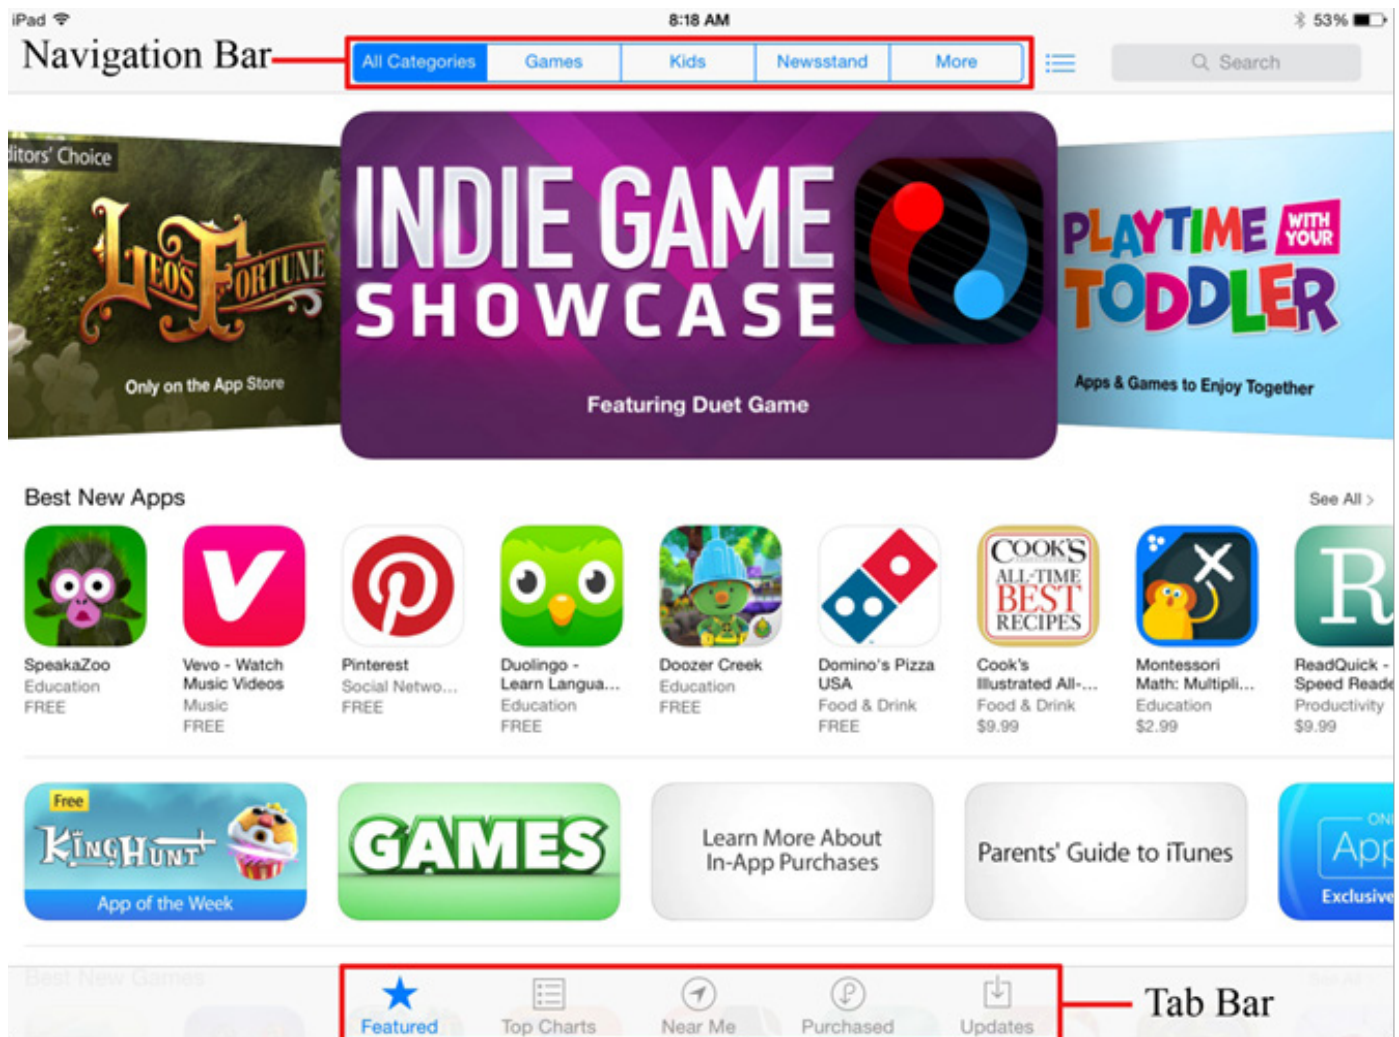 iPad 8:18 AM 53%
Navigation Bar All Categories Games Kids Newsstand More Search
ditors' Choice
LEO'S FORTUNE
Only on the App Store
INDIE GAME
SHOWCASE
Featuring Duet Game
PLAYTIME WITH YOUR
TODDLER
Apps & Games to Enjoy Together
Best New Apps See All >
COOK'S
ALL-TIME
BEST
RECIPES
R
SpeakaZoo
Education
FREE
Vevo - Watch
Music Videos
Music
FREE
Pinterest
Social Netwo...
FREE
Duolingo -
Learn Langua...
Education
FREE
Doozer Creek
Education
FREE
Domino's Pizza
USA
Food & Drink
FREE
Cook's
Illustrated All-...
Food & Drink
$9.99
Montessori
Math: Multipli...
Education
$2.99
ReadQuick -
Speed Reade
Productivity
$9.99
Free
KINGHUNT
App of the Week
GAMES
Learn More About
In-App Purchases
Parents' Guide to iTunes
ONL
App
Exclusive
Best New Games See All
Featured Top Charts Near Me Purchased Updates
Tab Bar